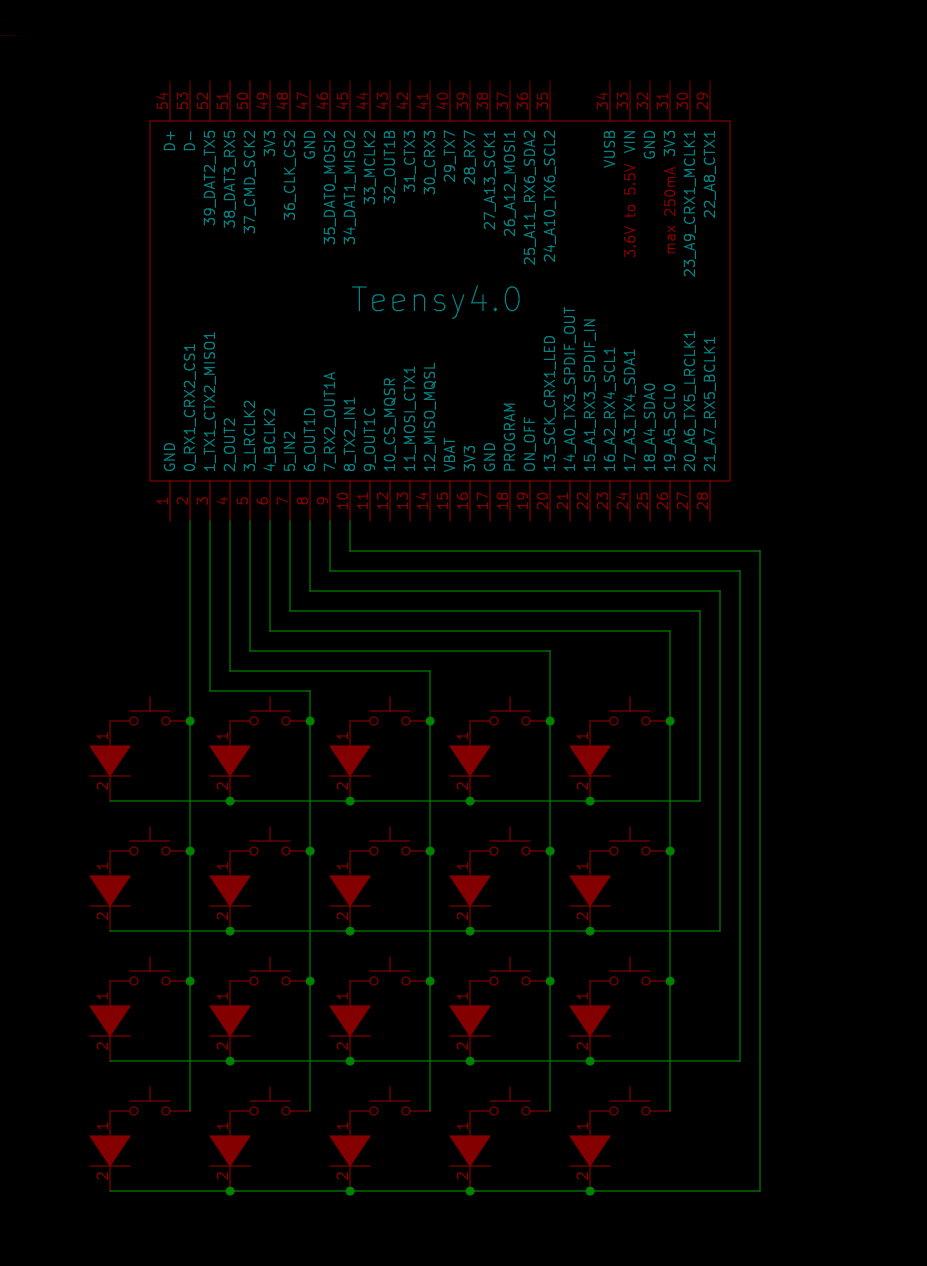 54 53 52 51 50 49 48 47 46 45 44 43 42 41 40 39 38 37 36 35 34 33 32 31 30 29
D+
D-
39_DAT2_TX5
38_DAT3_RX5
37_CMD_SCK2
3V3
36_CLK_CS2
GND
35_DAT0_MOSI2
34_DAT1_MISO2
33_MCLK2
32_OUT1B
31_CTX3
30_CRX3
29_TX7
28_RX7
27_A13_SCK1
26_A12_MOSI1
25_A11_RX6_SDA2
24_A10_TX6_SCL2
VUSB
3.6V to 5.5V VIN
GND
max 250mA 3V3
23_A9_CRX1_MCLK1
22_A8_CTX1
Teensy4.0
GND
0_RX1_CRX2_CS1
1_TX1_CTX2_MISO1
2_OUT2
3_LRCLK2
4_BCLK2
5_IN2
6_OUT1D
7_RX2_OUT1A
8_TX2_IN1
9_OUT1C
10_CS_MQSR
11_MOSI_CTX1
12_MISO_MQSL
VBAT
3V3
GND
PROGRAM
ON_OFF
13_SCK_CRX1_LED
14_A0_TX3_SPDIF_OUT
15_A1_RX3_SPDIF_IN
16_A2_RX4_SCL1
17_A3_TX4_SDA1
18_A4_SDA0
19_A5_SCL0
20_A6_TX5_LRCLK1
21_A7_RX5_BCLK1
1 2 3 4 5 6 7 8 9 10 11 12 13 14 15 16 17 18 19 20 21 22 23 24 25 26 27 28
1 1 1 1 1
2 2 2 2 2
1 1 1 1 1
2 2 2 2 2
1 1 1 1 1
2 2 2 2 2
1 1 1 1 1
2 2 2 2 2